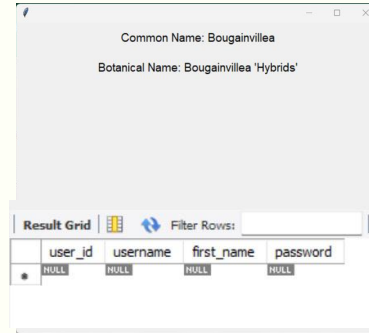 Common Name: Bougainvillea
Botanical Name: Bougainvillea 'Hybrids'
Result Grid Filter Rows:
user_id username first_name password
NULL NULL NULL NULL